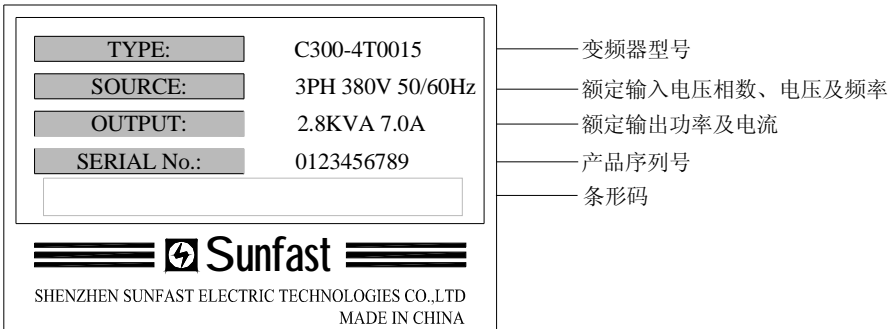 TYPE: C300-4T0015 变频器型号
SOURCE: 3PH 380V 50/60Hz 额定输入电压相数、电压及频率
OUTPUT: 2.8KVA 7.0A 额定输出功率及电流
SERIAL No.: 0123456789 产品序列号
条形码
Sunfast
SHENZHEN SUNFAST ELECTRIC TECHNOLOGIES CO.,LTD
MADE IN CHINA